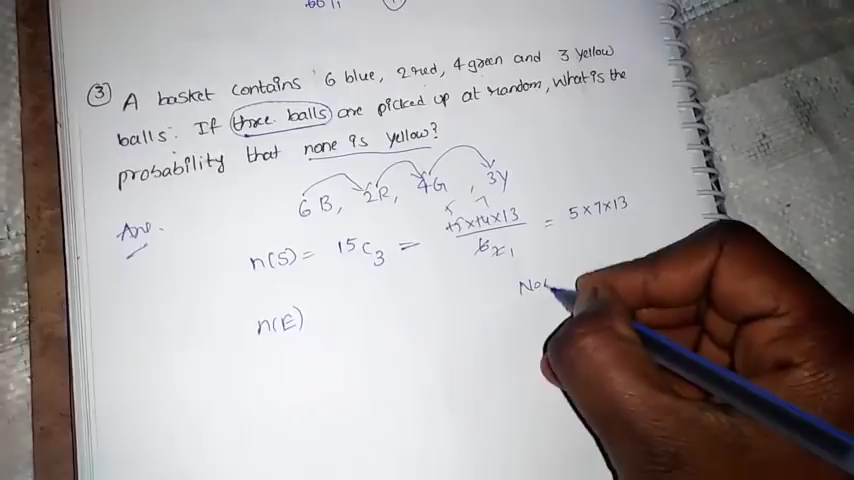 ③ A basket contains 6 blue, 2 red, 4 green and 3 yellow
balls. If three balls are picked up at random, What is the
probability that none is yellow?
6B, 2R, 4G, 3Y
Ans.
n(S) = 15C3 = 15×14×13 / 6×1 = 5×7×13
5 7
No
n(E)